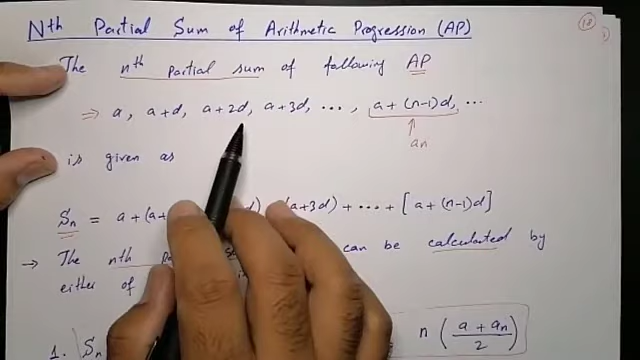 Nth Partial Sum of Arithmetic Progression (AP)
18
The nth partial sum of following AP
⇒ a, a+d, a+2d, a+3d, ..., a+(n-1)d, ...
an
is given as
Sn = a+(a+ d) (a+3d) + ... + [a+(n-1)d]
→ The nth can be calculated by
either of
1. Sn n (a + an / 2)